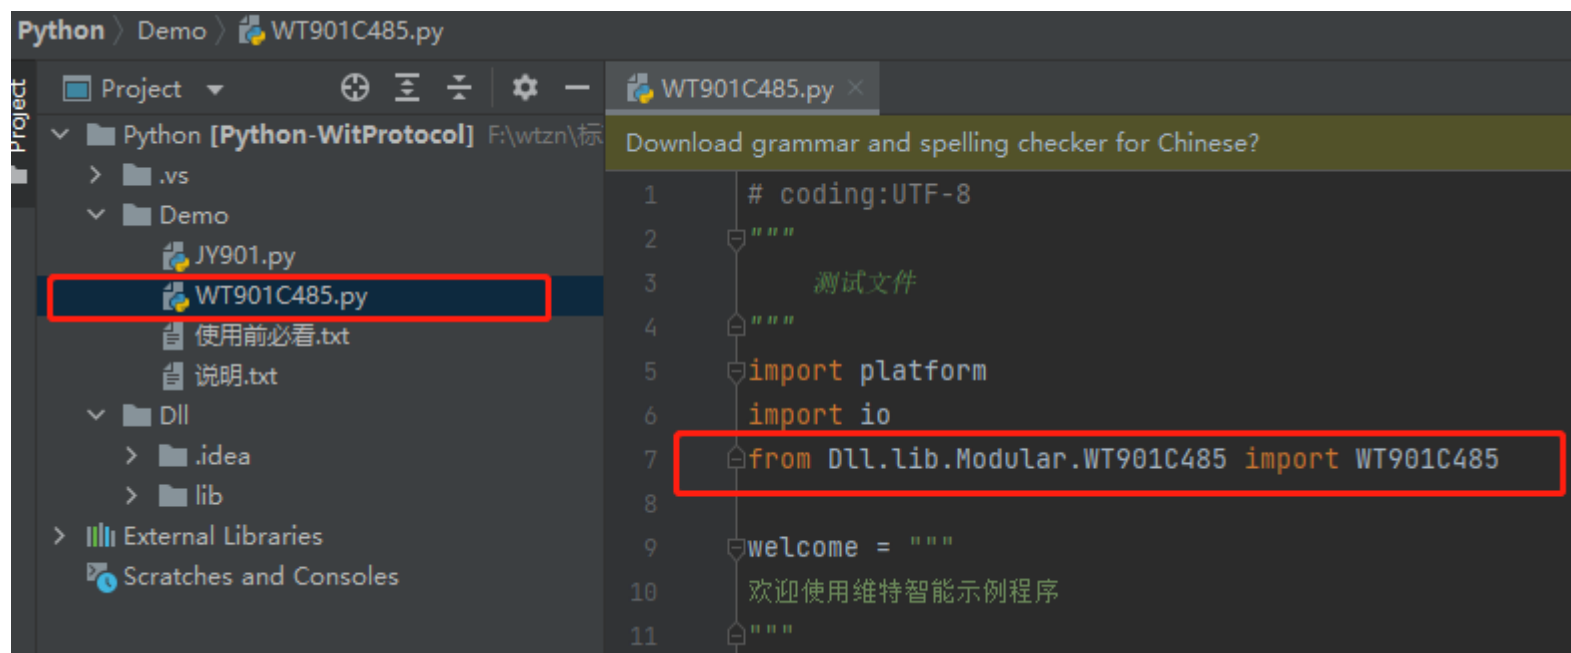 Python 〉 Demo 〉 WT901C485.py
Project
Project
WT901C485.py
Python [Python-WitProtocol] F:\wtzn\标
Download grammar and spelling checker for Chinese?
.vs
Demo
JY901.py
WT901C485.py
使用前必看.txt
说明.txt
Dll
.idea
lib
External Libraries
Scratches and Consoles
1 # coding:UTF-8
2 """
3 测试文件
4 """
5 import platform
6 import io
7 from Dll.lib.Modular.WT901C485 import WT901C485
8
9 welcome = """
10 欢迎使用维特智能示例程序
11 """